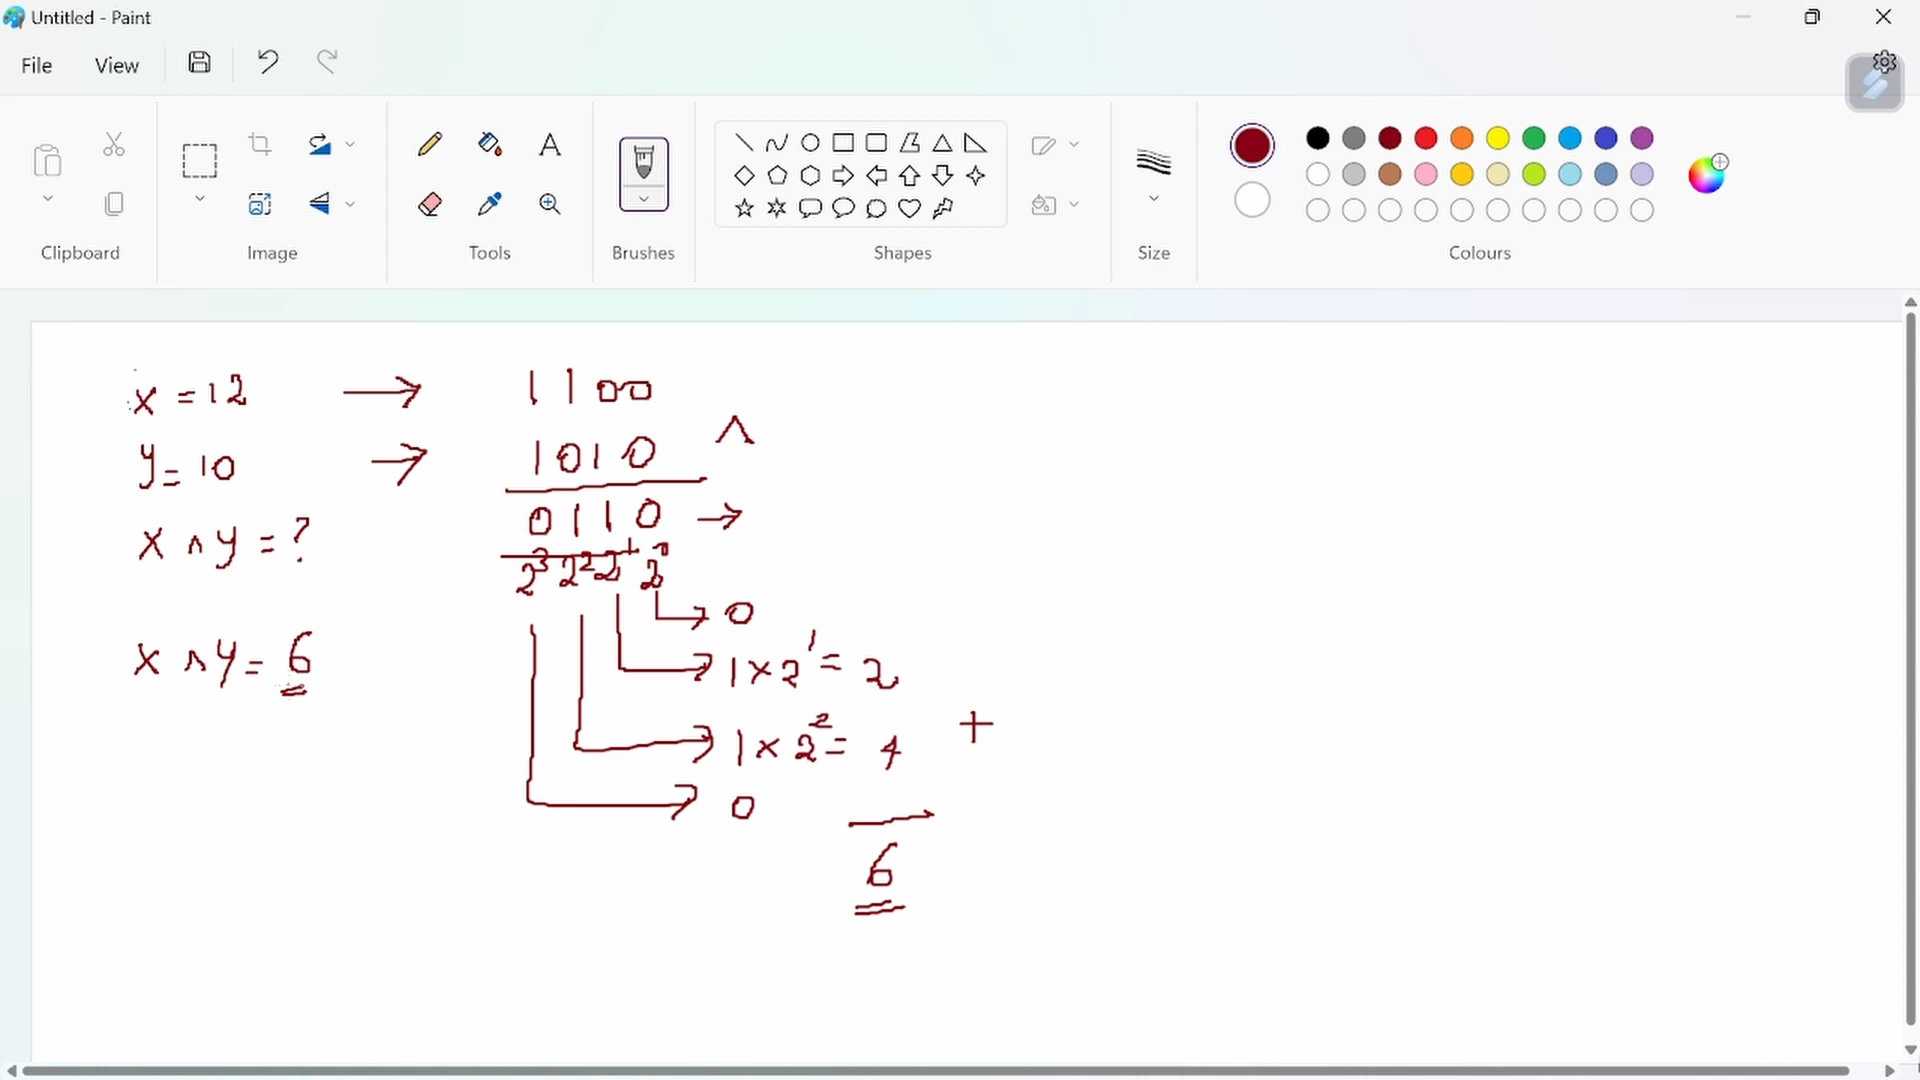 Untitled - Paint
File View
Clipboard Image Tools Brushes Shapes Size Colours
x = 12 → 1100
y = 10 → 1010 ^
x ^ y = ? 0110 →
2³ 2² 2¹ 2⁰
→ 0
x ^ y = 6 → 1 × 2¹ = 2
→ 1 × 2² = 4 +
→ 0
6